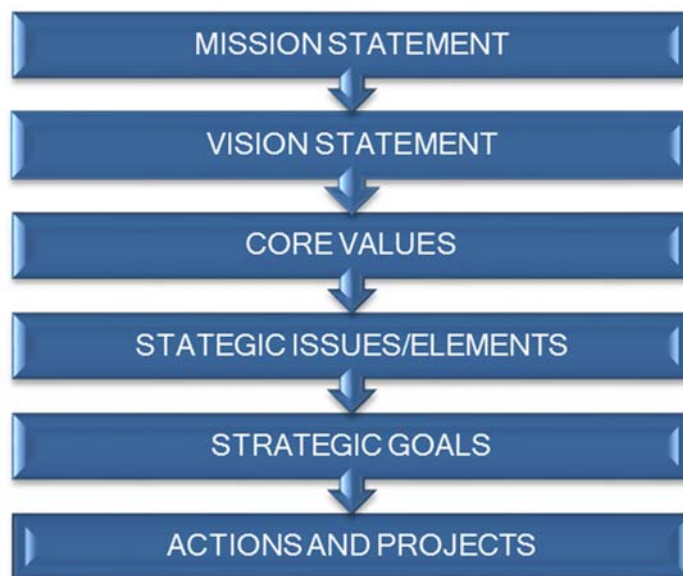 MISSION STATEMENT
VISION STATEMENT
CORE VALUES
STATEGIC ISSUES/ELEMENTS
STRATEGIC GOALS
ACTIONS AND PROJECTS